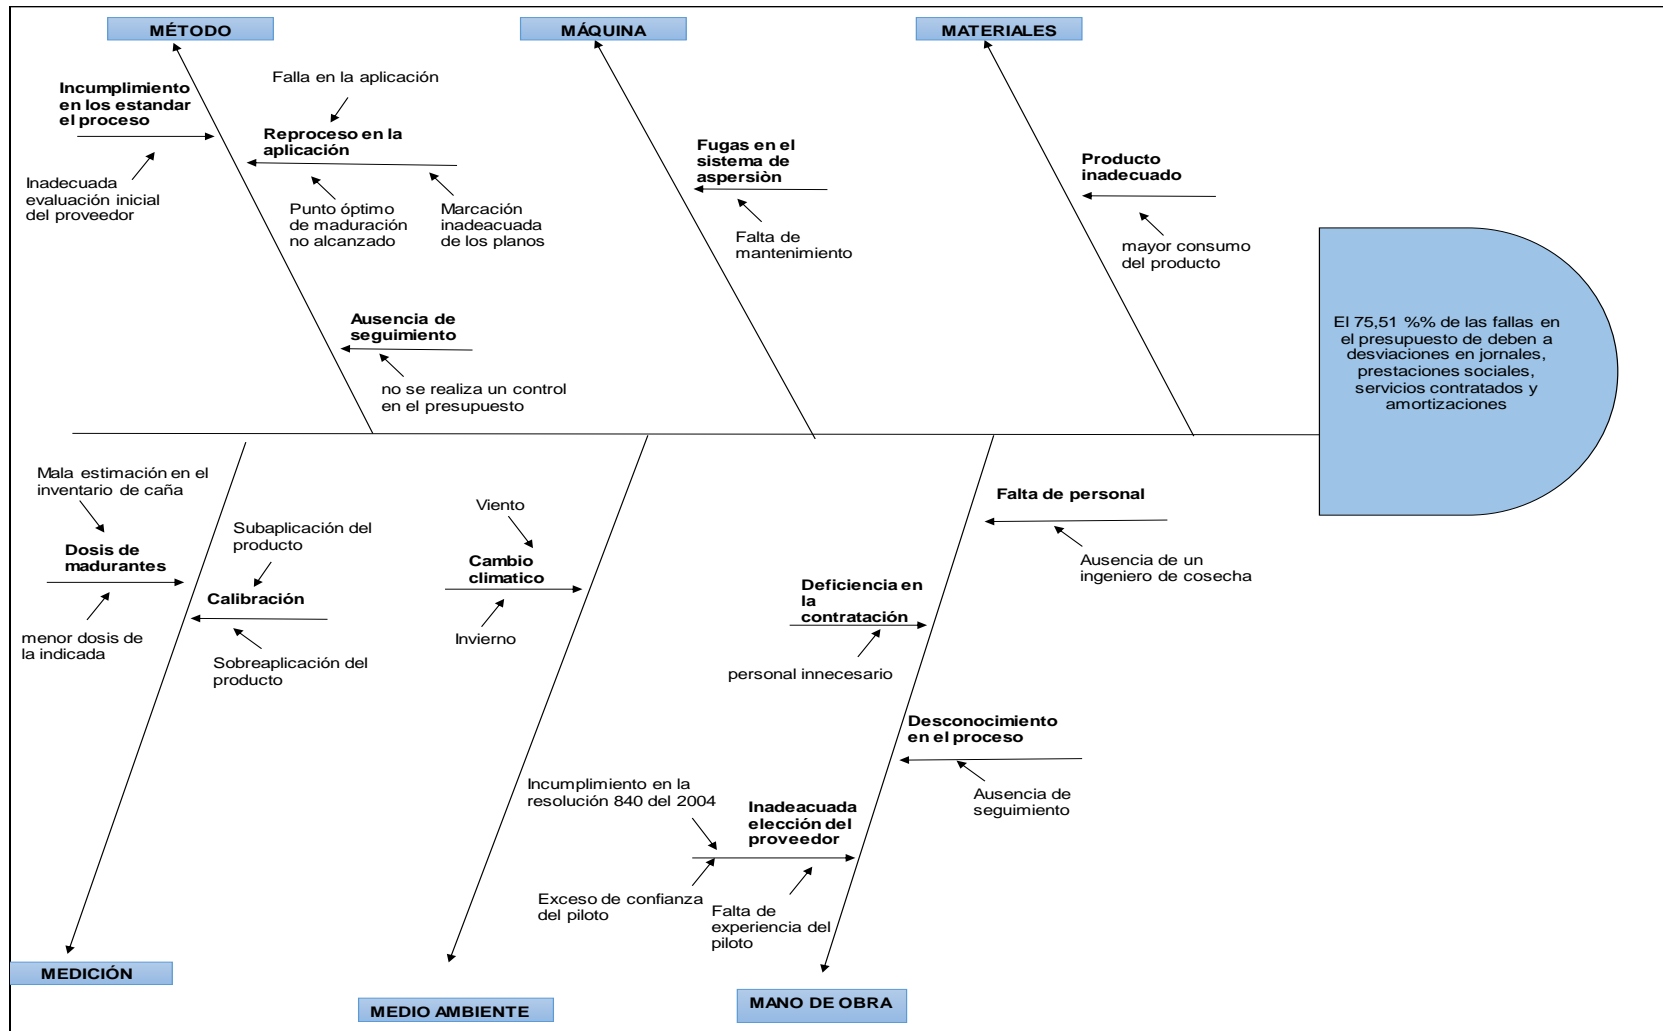 MÉTODO
MÁQUINA
MATERIALES
Incumplimiento
en los estandar
el proceso
Inadecuada
evaluación inicial
del proveedor
Falla en la aplicación
Reproceso en la
aplicación
Punto óptimo
de maduración
no alcanzado
Marcación
inadeacuada
de los planos
Ausencia de
seguimiento
no se realiza un control
en el presupuesto
Fugas en el
sistema de
aspersiòn
Falta de
mantenimiento
Producto
inadecuado
mayor consumo
del producto
El 75,51 %% de las fallas en
el presupuesto de deben a
desviaciones en jornales,
prestaciones sociales,
servicios contratados y
amortizaciones
Mala estimación en el
inventario de caña
Dosis de
madurantes
menor dosis de
la indicada
Subaplicación del
producto
Calibración
Sobreaplicación del
producto
Viento
Cambio
climatico
Invierno
Falta de personal
Ausencia de un
ingeniero de cosecha
Deficiencia en
la
contratación
personal innecesario
Desconocimiento
en el proceso
Ausencia de
seguimiento
Incumplimiento en la
resolución 840 del 2004
Inadeacuada
elección del
proveedor
Exceso de confianza
del piloto
Falta de
experiencia del
piloto
MEDICIÓN
MEDIO AMBIENTE
MANO DE OBRA